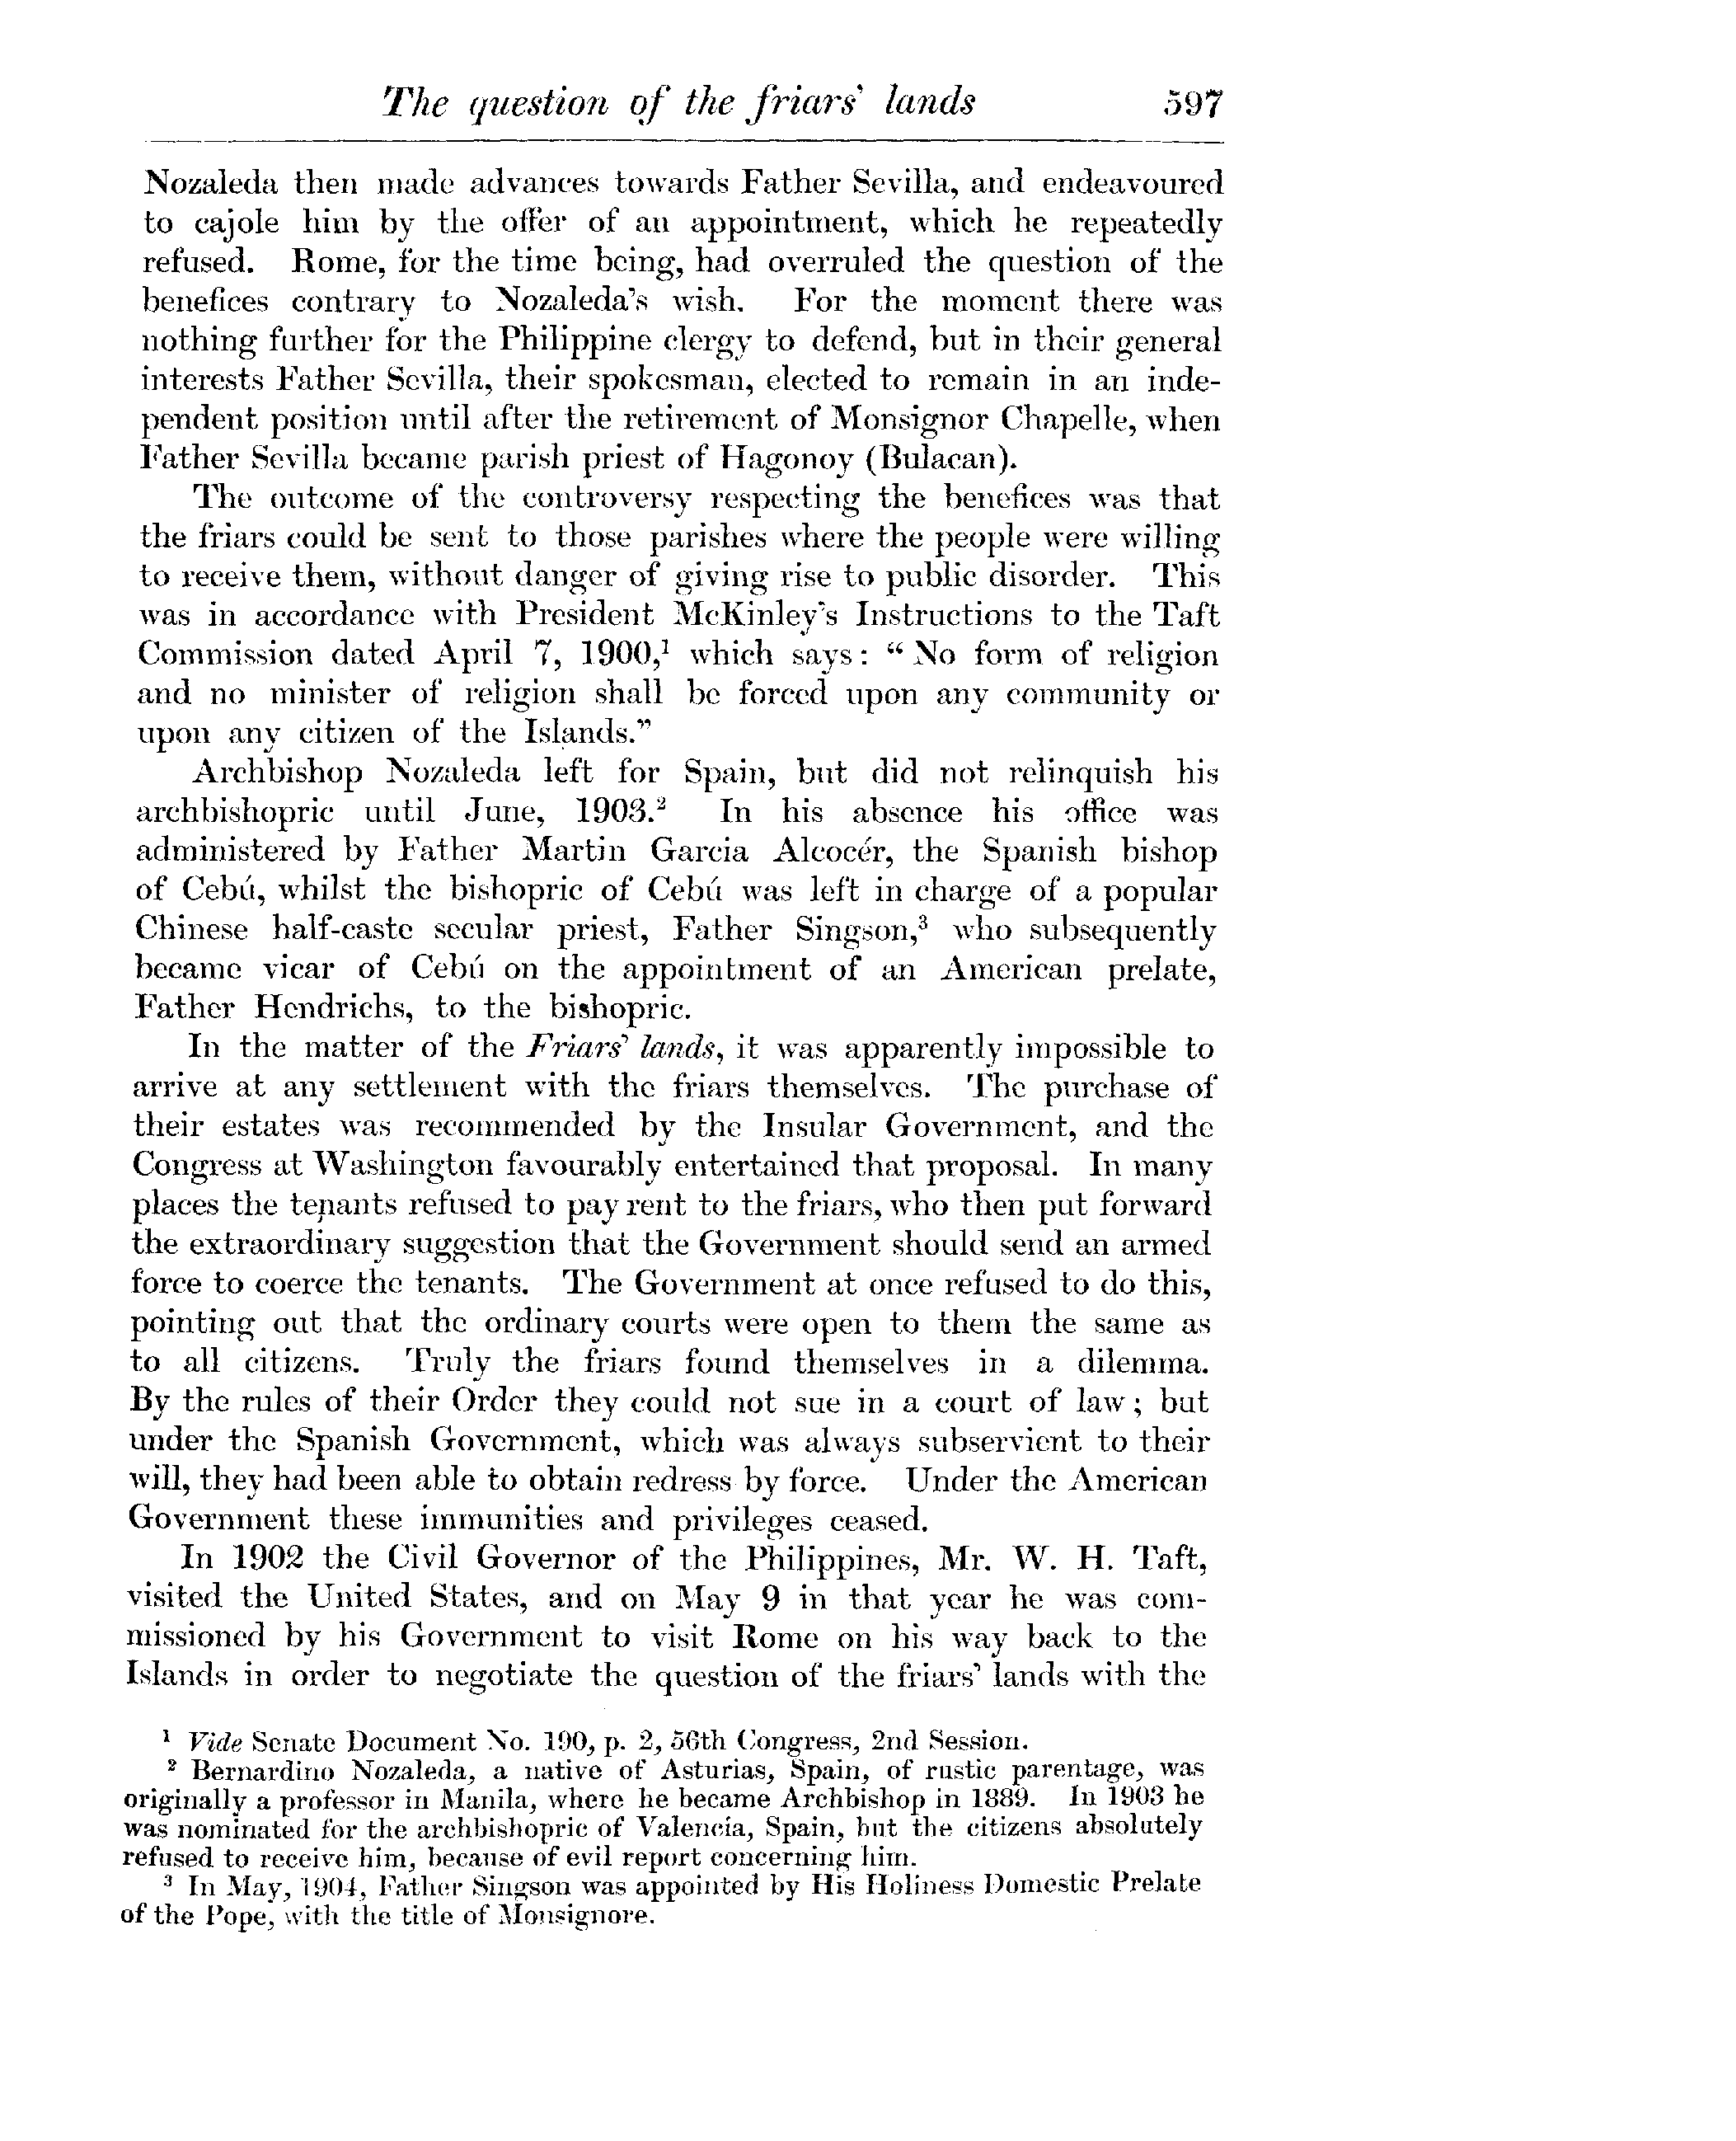 The question of the friars' lands 597
Nozaleda then made advances towards Father Sevilla, and endeavoured
to cajole him by the offer of an appointment, which he repeatedly
refused. Rome, for the time being, had overruled the question of the
benefices contrary to Nozaleda's wish. For the moment there was
nothing further for the Philippine clergy to defend, but in their general
interests Father Sevilla, their spokesman, elected to remain in an inde-
pendent position until after the retirement of Monsignor Chapelle, when
Father Sevilla became parish priest of Hagonoy (Bulacan).
The outcome of the controversy respecting the benefices was that
the friars could be sent to those parishes where the people were willing
to receive them, without danger of giving rise to public disorder. This
was in accordance with President McKinley's Instructions to the Taft
Commission dated April 7, 1900,¹ which says: "No form of religion
and no minister of religion shall be forced upon any community or
upon any citizen of the Islands."
Archbishop Nozaleda left for Spain, but did not relinquish his
archbishopric until June, 1903.² In his absence his office was
administered by Father Martin Garcia Alcocér, the Spanish bishop
of Cebú, whilst the bishopric of Cebú was left in charge of a popular
Chinese half-caste secular priest, Father Singson,³ who subsequently
became vicar of Cebú on the appointment of an American prelate,
Father Hendrichs, to the bishopric.
In the matter of the Friars' lands, it was apparently impossible to
arrive at any settlement with the friars themselves. The purchase of
their estates was recommended by the Insular Government, and the
Congress at Washington favourably entertained that proposal. In many
places the tenants refused to pay rent to the friars, who then put forward
the extraordinary suggestion that the Government should send an armed
force to coerce the tenants. The Government at once refused to do this,
pointing out that the ordinary courts were open to them the same as
to all citizens. Truly the friars found themselves in a dilemma.
By the rules of their Order they could not sue in a court of law; but
under the Spanish Government, which was always subservient to their
will, they had been able to obtain redress by force. Under the American
Government these immunities and privileges ceased.
In 1902 the Civil Governor of the Philippines, Mr. W. H. Taft,
visited the United States, and on May 9 in that year he was com-
missioned by his Government to visit Rome on his way back to the
Islands in order to negotiate the question of the friars' lands with the
¹ Vide Senate Document No. 190, p. 2, 56th Congress, 2nd Session.
² Bernardino Nozaleda, a native of Asturias, Spain, of rustic parentage, was
originally a professor in Manila, where he became Archbishop in 1889. In 1903 he
was nominated for the archbishopric of Valencia, Spain, but the citizens absolutely
refused to receive him, because of evil report concerning him.
³ In May, 1904, Father Singson was appointed by His Holiness Domestic Prelate
of the Pope, with the title of Monsignore.